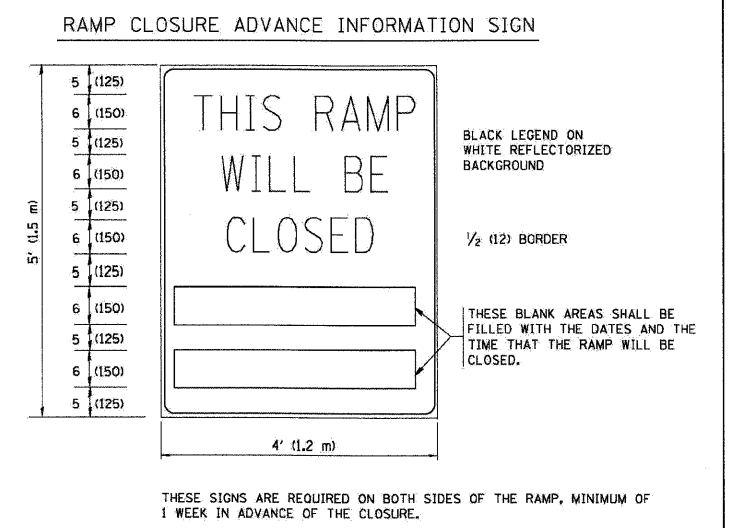 RAMP CLOSURE ADVANCE INFORMATION SIGN
5 (125)
6 (150)
5 (125)
6 (150)
5 (125)
6 (150)
5 (125)
6 (150)
5 (125)
6 (150)
5 (125)
5' (1.5 m)
THIS RAMP
WILL BE
CLOSED
BLACK LEGEND ON
WHITE REFLECTORIZED
BACKGROUND
1/2 (12) BORDER
THESE BLANK AREAS SHALL BE
FILLED WITH THE DATES AND THE
TIME THAT THE RAMP WILL BE
CLOSED.
4' (1.2 m)
THESE SIGNS ARE REQUIRED ON BOTH SIDES OF THE RAMP, MINIMUM OF
1 WEEK IN ADVANCE OF THE CLOSURE.